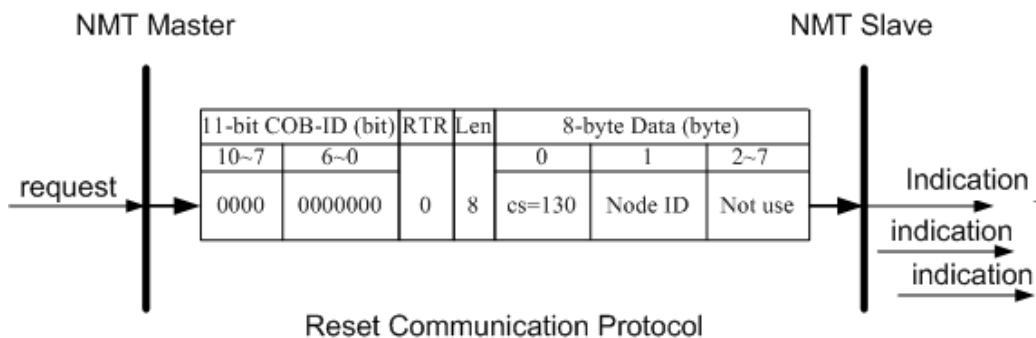 NMT Master
NMT Slave
11-bit COB-ID (bit) RTR Len 8-byte Data (byte)
10~7 6~0 0 1 2~7
request
0000 0000000 0 8 cs=130 Node ID Not use
Indication
indication
indication
Reset Communication Protocol